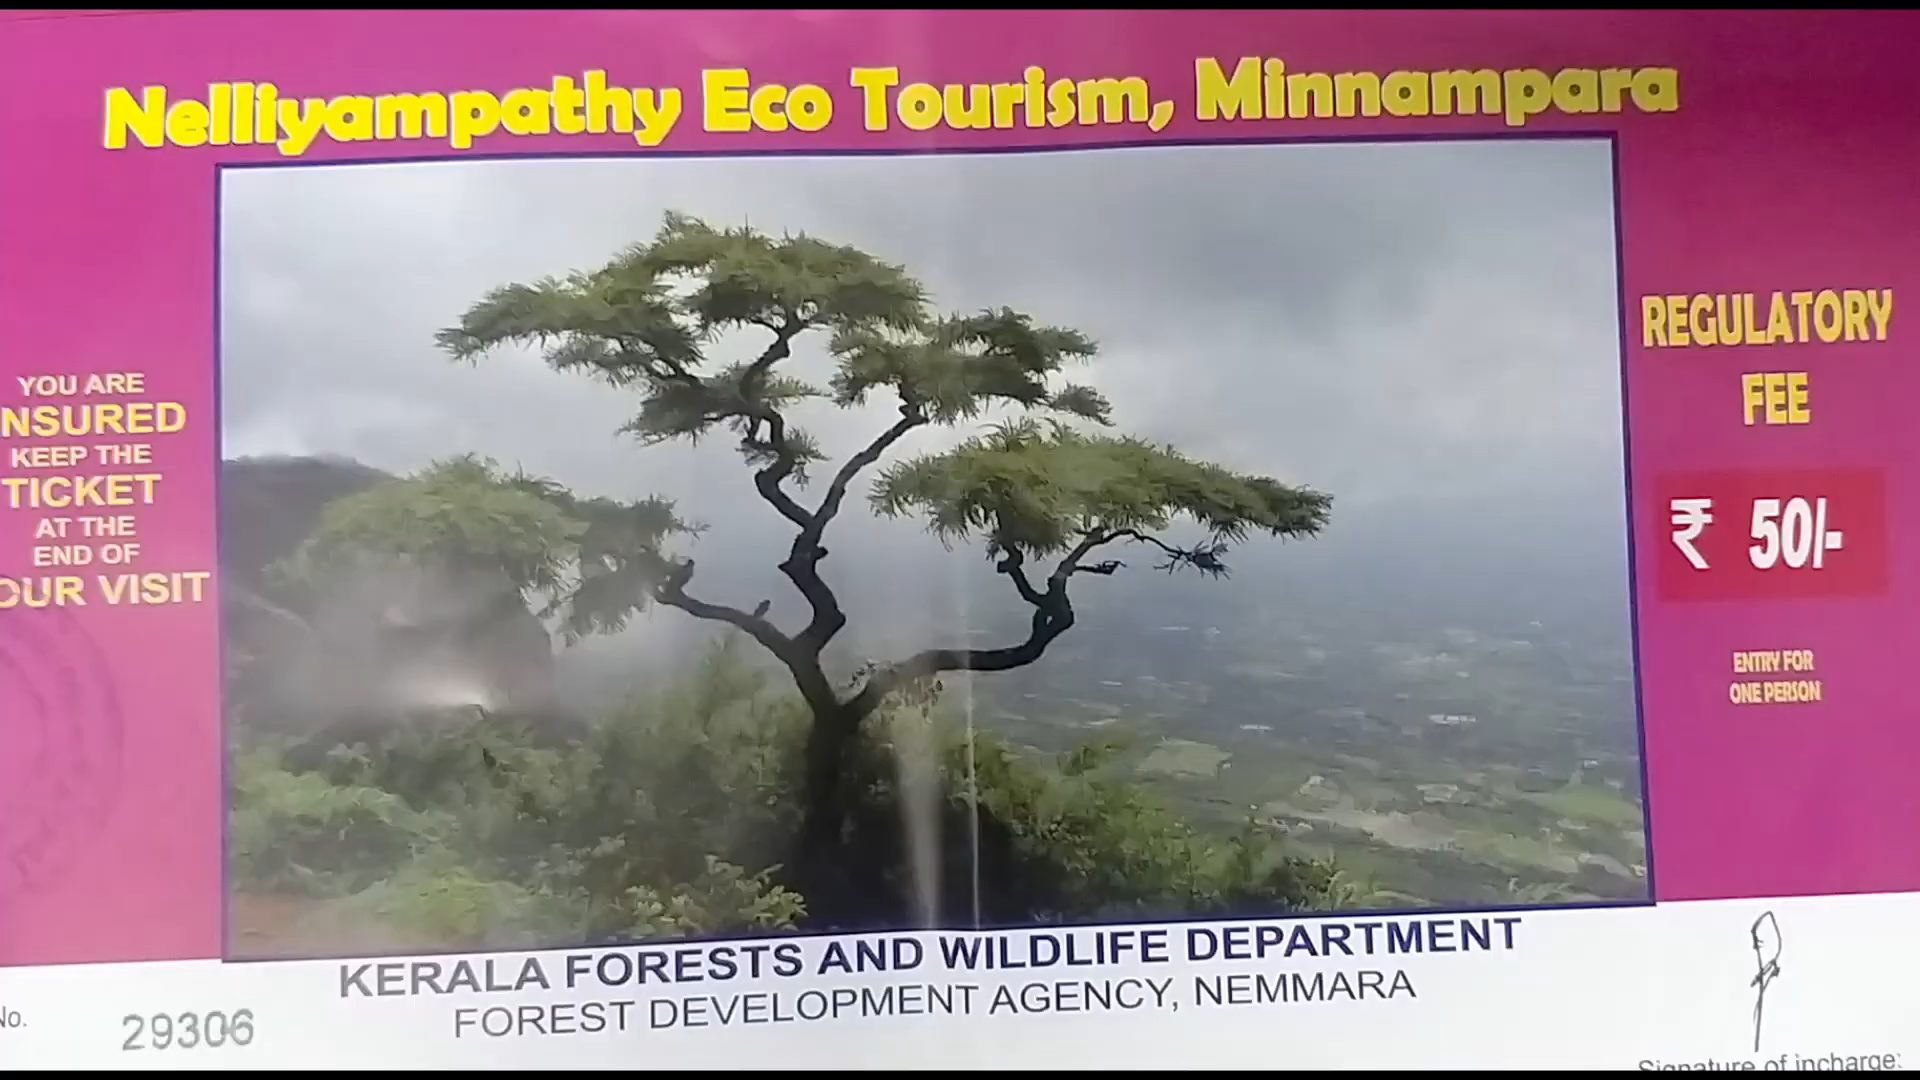 Nelliyampathy Eco Tourism, Minnampara
YOU ARE
NSURED
KEEP THE
TICKET
AT THE
END OF
OUR VISIT
REGULATORY
FEE
₹ 50/-
ENTRY FOR
ONE PERSON
KERALA FORESTS AND WILDLIFE DEPARTMENT
FOREST DEVELOPMENT AGENCY, NEMMARA
No. 29306
Signature of incharge: